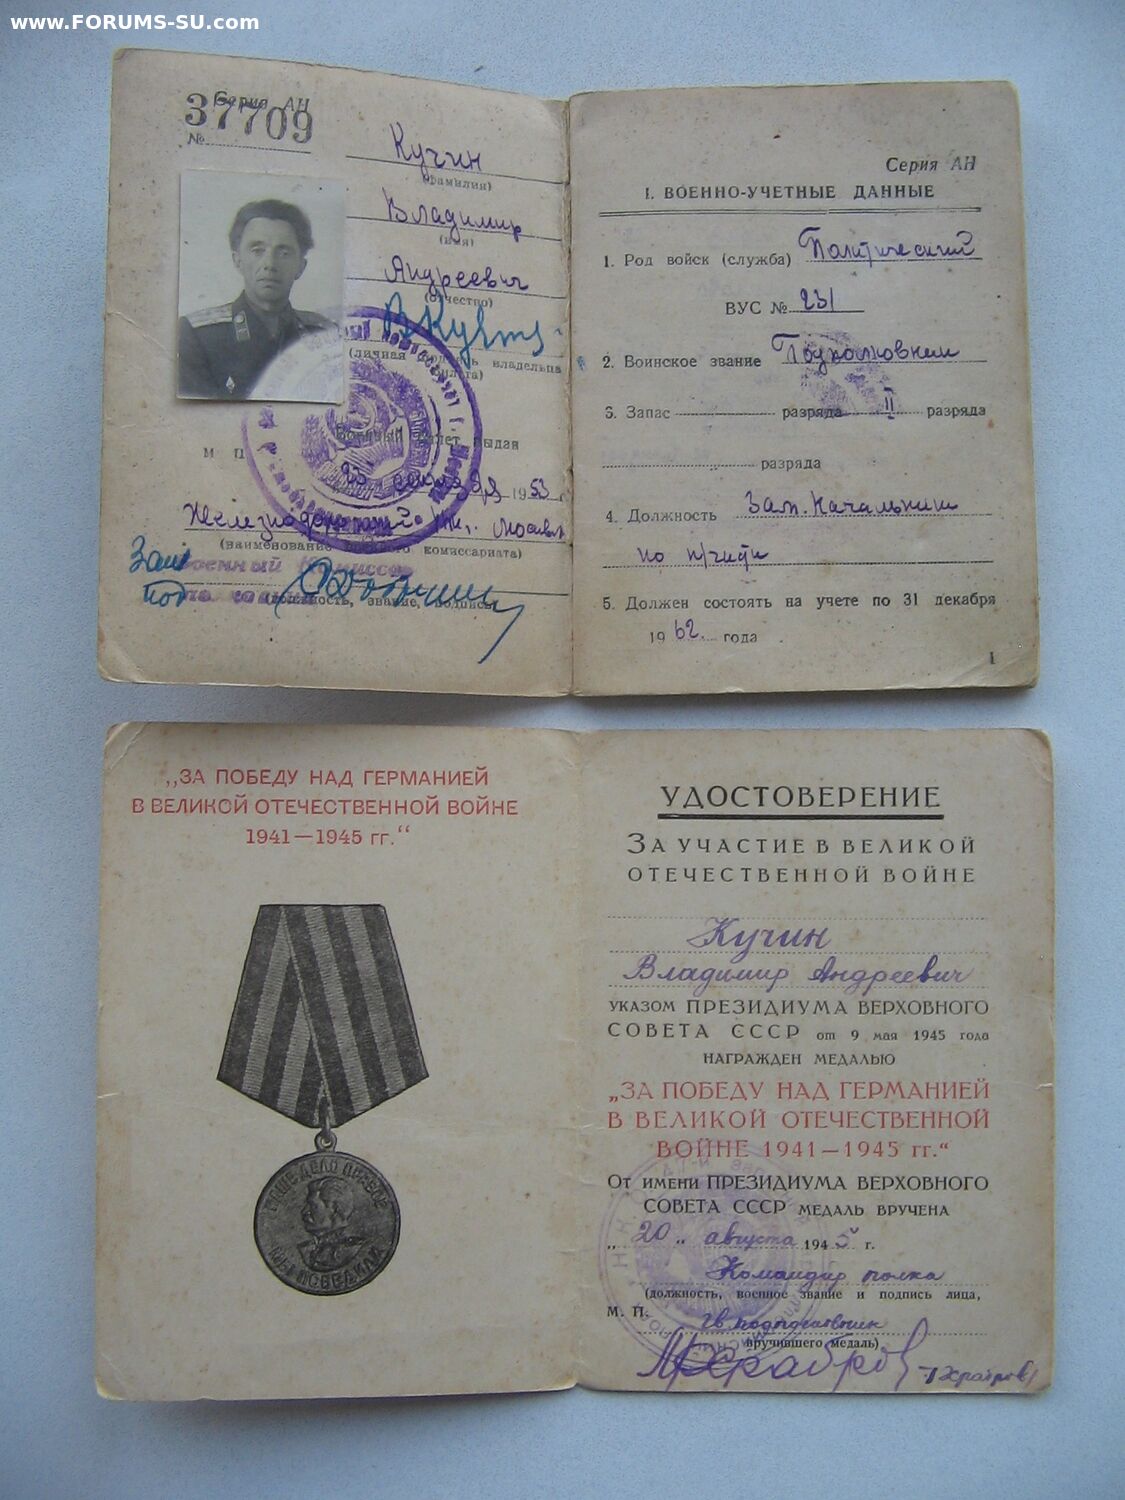 www.FORUMS-SU.com
Серия АН
37709
№
Кучин
(фамилия)
Владимир
(имя)
Андреевич
(отчество)
(личная подпись владельца
билета)
Военный билет выдан
М П
1953
(наименование военного комиссариата)
Зам
военный комиссар
(должность, звание, подпись)
Серия АН
I. ВОЕННО-УЧЕТНЫЕ ДАННЫЕ
1. Род войск (служба) Политический
ВУС № 231
2. Воинское звание Подполковник
3. Запас разряда II разряда
разряда
4. Должность Зам. Начальника
по п/части
5. Должен состоять на учете по 31 декабря
1962 года
1
„ЗА ПОБЕДУ НАД ГЕРМАНИЕЙ
В ВЕЛИКОЙ ОТЕЧЕСТВЕННОЙ ВОЙНЕ
1941—1945 гг.“
НАШЕ ДЕЛО ПРАВОЕ
МЫ ПОБЕДИЛИ
УДОСТОВЕРЕНИЕ
ЗА УЧАСТИЕ В ВЕЛИКОЙ
ОТЕЧЕСТВЕННОЙ ВОЙНЕ
Кучин
Владимир Андреевич
УКАЗОМ ПРЕЗИДИУМА ВЕРХОВНОГО
СОВЕТА СССР от 9 мая 1945 года
НАГРАЖДЕН МЕДАЛЬЮ
„ЗА ПОБЕДУ НАД ГЕРМАНИЕЙ
В ВЕЛИКОЙ ОТЕЧЕСТВЕННОЙ
ВОЙНЕ 1941—1945 гг.“
От ИМЕНИ ПРЕЗИДИУМА ВЕРХОВНОГО
СОВЕТА СССР МЕДАЛЬ ВРУЧЕНА
„20„ августа 1945 г.
Командир полка
(должность, военное звание и подпись лица,
М. П.
гв. подполковник
вручившего медаль)
/Храбров/